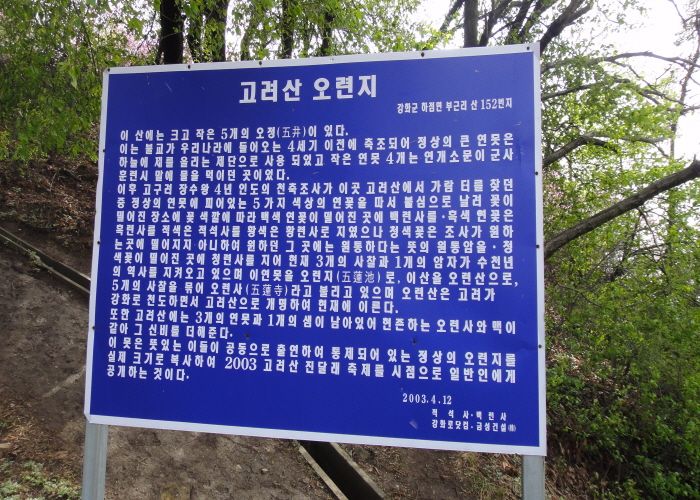 고려산 오련지
강화군 하점면 부근리 산 152번지
이 산에는 크고 작은 5개의 오정(五井)이 있다.
이는 불교가 우리나라에 들어오는 4세기 이전에 축조되어 정상의 큰 연못은
하늘에 제를 올리는 제단으로 사용 되었고 작은 연못 4개는 연개소문이 군사
훈련시 말에 물을 먹이던 곳이었다.
이후 고구려 장수왕 4년 인도의 천축조사가 이곳 고려산에서 가람 터를 찾던
중 정상의 연못에 피어있는 5가지 색상의 연꽃을 따서 불심으로 날려 꽃이
떨어진 장소에 꽃 색깔에 따라 백색 연꽃이 떨어진 곳에 백련사를·흑색 연꽃은
흑련사를 적색은 적석사를 황색은 황련사로 지었으나 청색꽃은 조사가 원하
는곳에 떨어지지 아니하여 원하던 그 곳에는 원통하다는 뜻의 원통암을·청
색꽃이 떨어진 곳에 청련사를 지어 현재 3개의 사찰과 1개의 암자가 수천년
의 역사를 지켜오고 있으며 이연못을 오련지(五蓮池)로, 이산을 오련산으로,
5개의 사찰을 묶어 오련사(五蓮寺)라고 불리고 있으며 오련산은 고려가
강화로 천도하면서 고려산으로 개명하여 현재에 이른다.
또한 고려산에는 3개의 연못과 1개의 샘이 남아있어 현존하는 오련사와 맥이
같아 그 신비를 더해준다.
이 못은 뜻있는 이들이 공동으로 출연하여 통제되어 있는 정상의 오련지를
실제 크기로 복사하여 2003 고려산 진달래 축제를 시점으로 일반인에게
공개하는 것이다.
2003.4.12
적석사·백련사
강화로닷컴·금성건설㈱